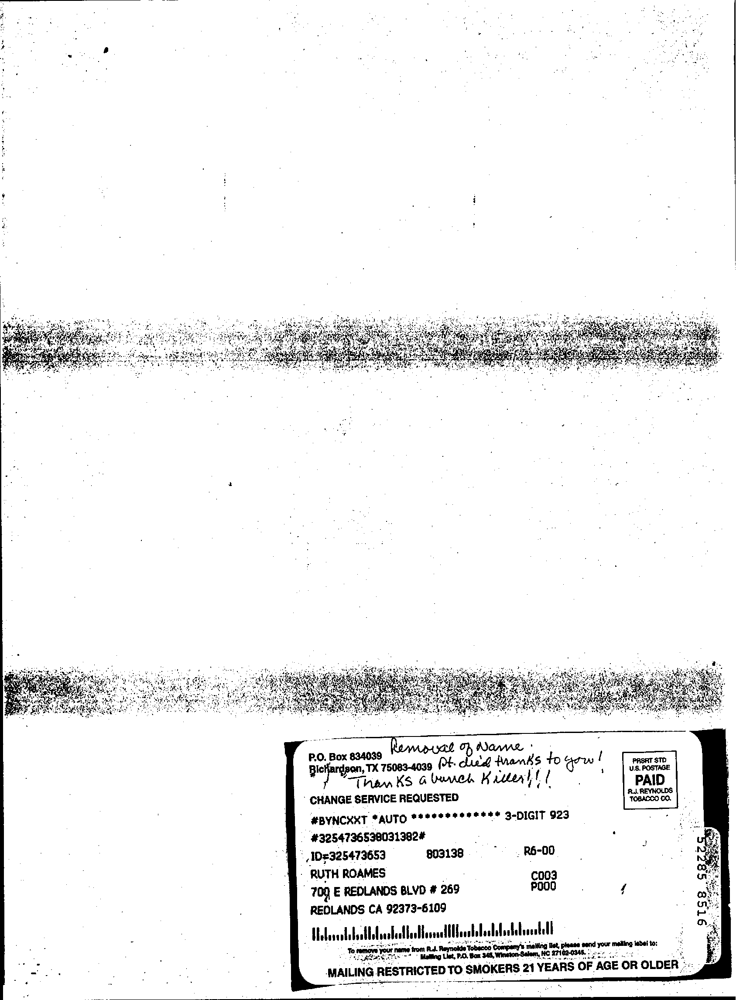 Removal of Name.
P.O. Box 834039
Richardson, TX 75083-4039 Pt. died thanks to you!
Thanks a bunch Killer!!!
CHANGE SERVICE REQUESTED
PRSRT STD
U.S. POSTAGE
PAID
R.J. REYNOLDS
TOBACCO CO.
#BYNCXXT *AUTO ************* 3-DIGIT 923
#3254736538031382#
ID=325473653 803138 R6-00
RUTH ROAMES C003
700 E REDLANDS BLVD # 269 P000
REDLANDS CA 92373-6109
To remove your name from R.J. Reynolds Tobacco Company's mailing list, please send your mailing label to:
Mailing List, P.O. Box 346, Winston-Salem, NC 27102-0346.
MAILING RESTRICTED TO SMOKERS 21 YEARS OF AGE OR OLDER
52285 8516